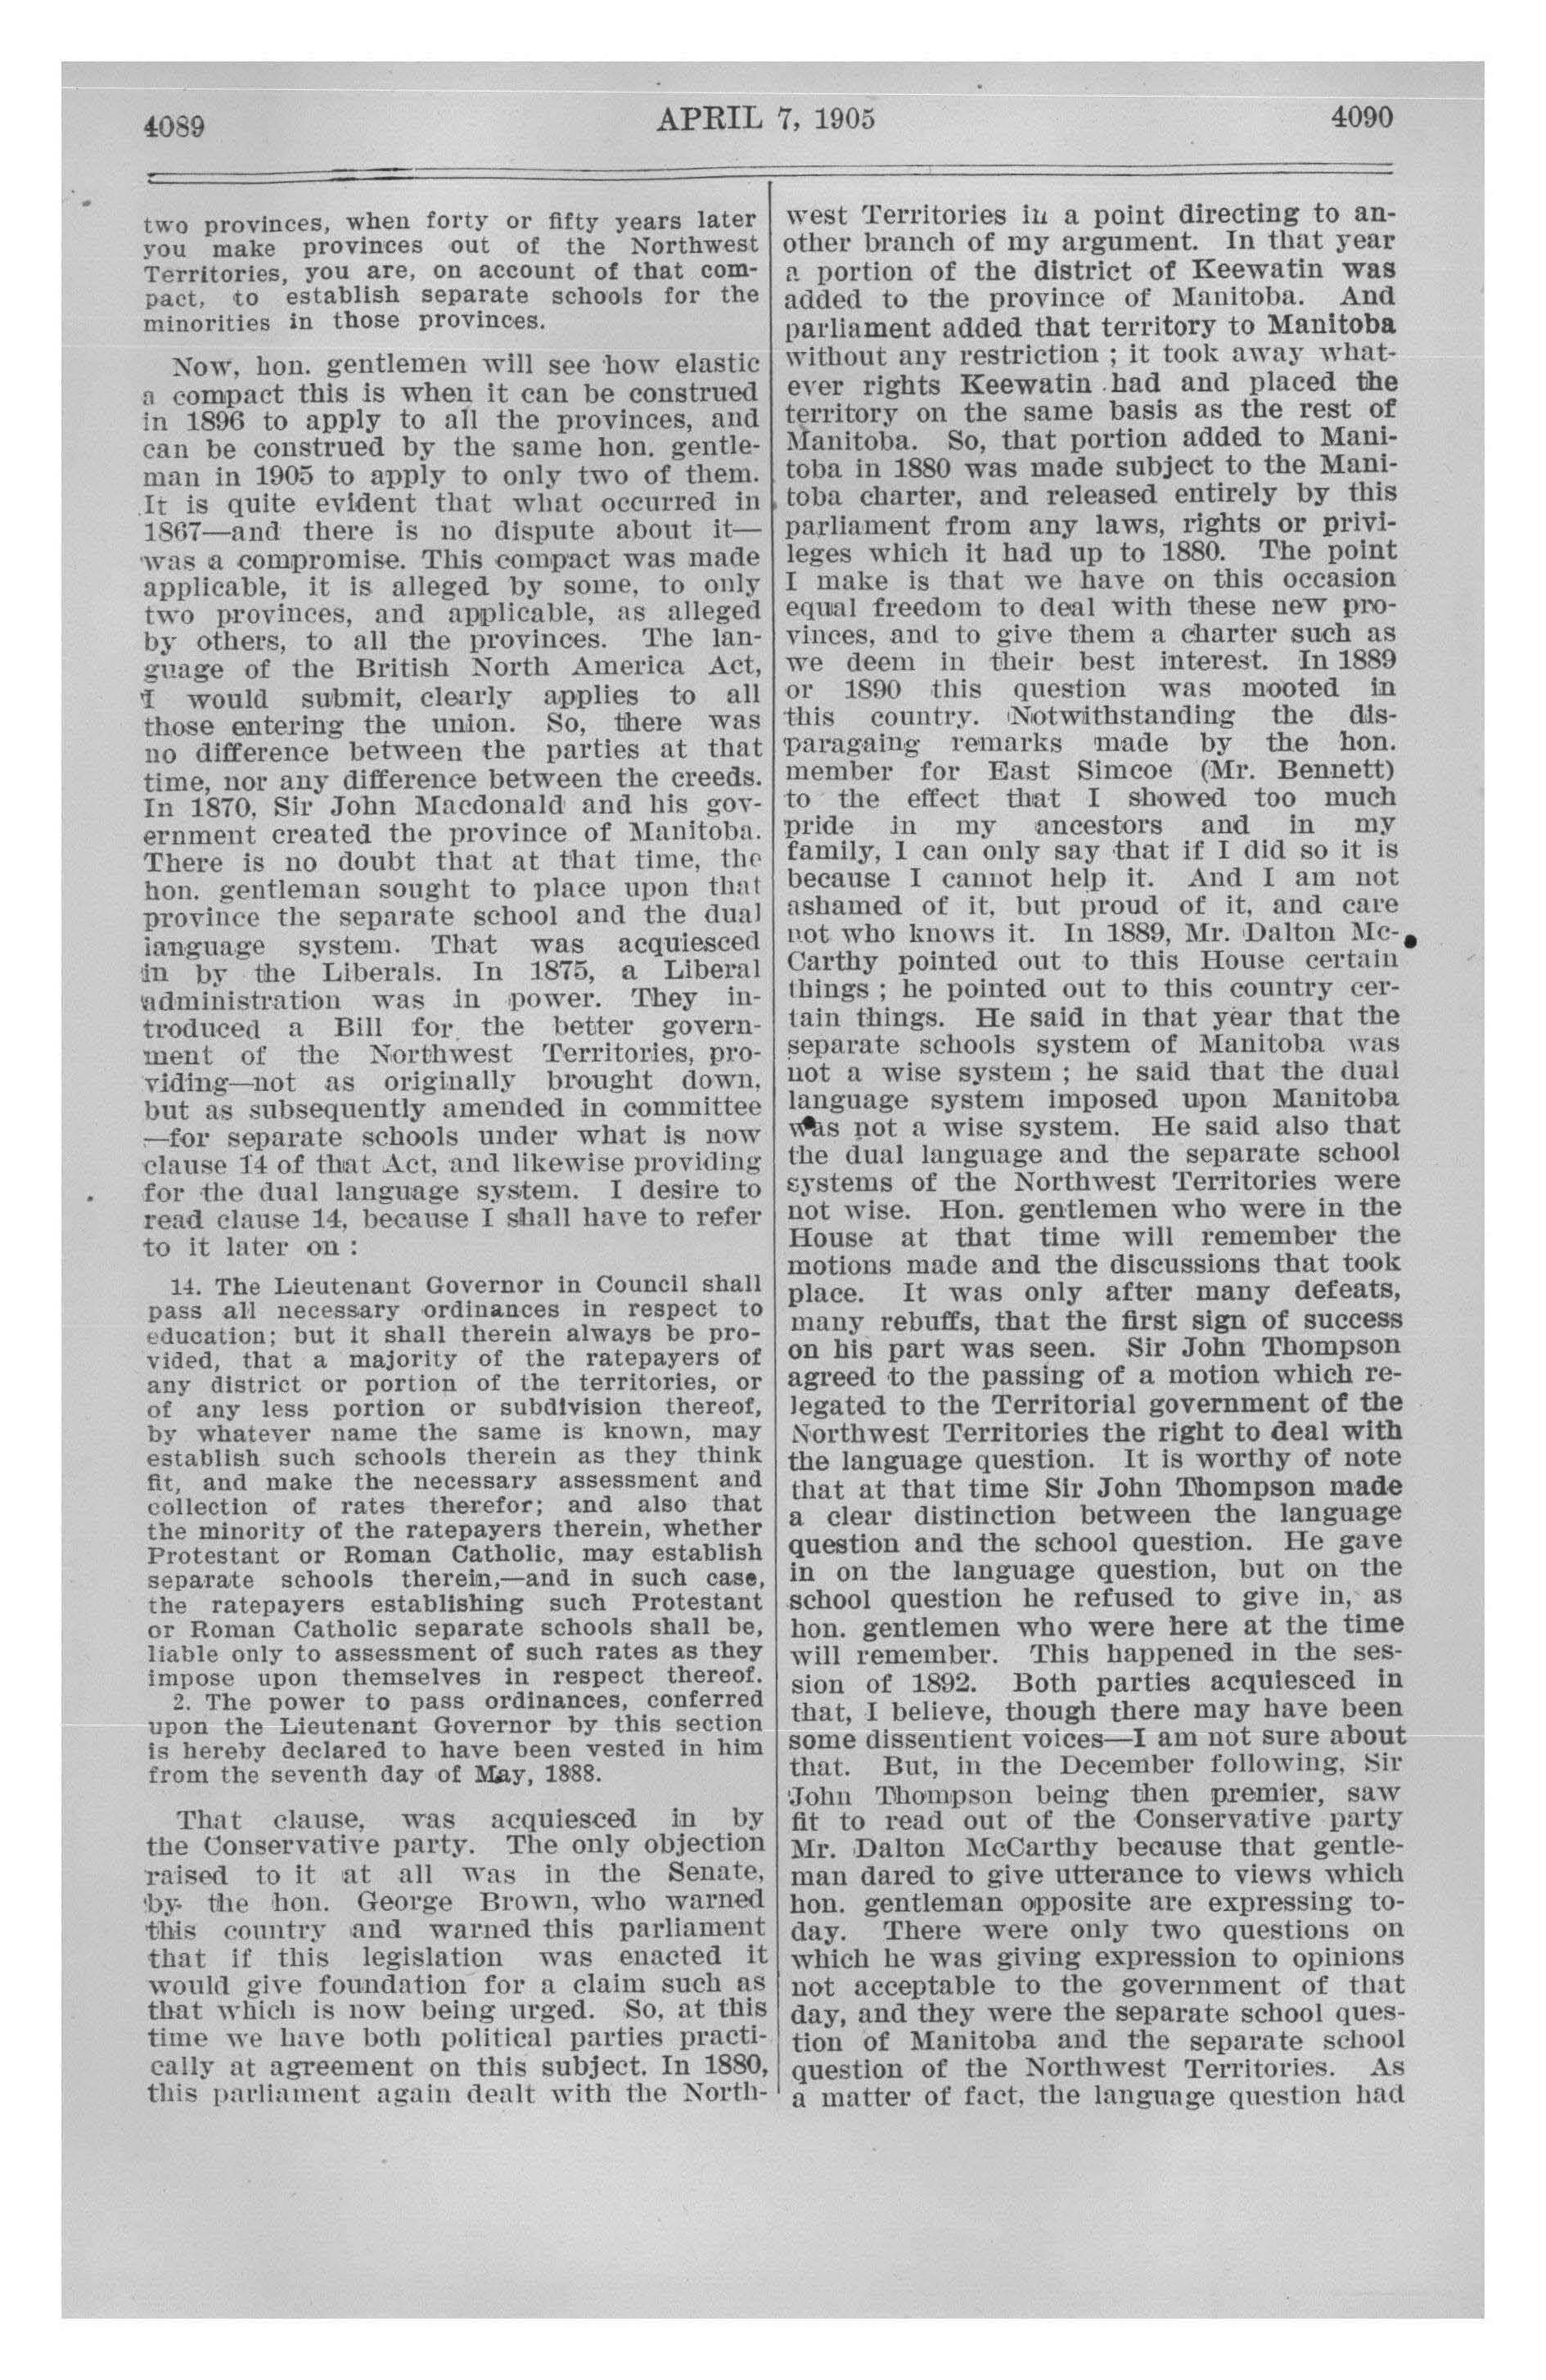 4089
APRIL 7, 1905
4090
two provinces, when forty or fifty years later
you make provinces out of the Northwest
Territories, you are, on account of that com-
pact, to establish separate schools for the
minorities in those provinces.
Now, hon. gentlemen will see how elastic
a compact this is when it can be construed
in 1896 to apply to all the provinces, and
can be construed by the same hon. gentle-
man in 1905 to apply to only two of them.
It is quite evident that what occurred in
1867—and there is no dispute about it—
was a compromise. This compact was made
applicable, it is alleged by some, to only
two provinces, and applicable, as alleged
by others, to all the provinces. The lan-
guage of the British North America Act,
I would submit, clearly applies to all
those entering the union. So, there was
no difference between the parties at that
time, nor any difference between the creeds.
In 1870, Sir John Macdonald and his gov-
ernment created the province of Manitoba.
There is no doubt that at that time, the
hon. gentleman sought to place upon that
province the separate school and the dual
language system. That was acquiesced
in by the Liberals. In 1875, a Liberal
administration was in power. They in-
troduced a Bill for the better govern-
ment of the Northwest Territories, pro-
viding—not as originally brought down,
but as subsequently amended in committee
—for separate schools under what is now
clause 14 of that Act, and likewise providing
for the dual language system. I desire to
read clause 14, because I shall have to refer
to it later on :
14. The Lieutenant Governor in Council shall
pass all necessary ordinances in respect to
education; but it shall therein always be pro-
vided, that a majority of the ratepayers of
any district or portion of the territories, or
of any less portion or subdivision thereof,
by whatever name the same is known, may
establish such schools therein as they think
fit, and make the necessary assessment and
collection of rates therefor; and also that
the minority of the ratepayers therein, whether
Protestant or Roman Catholic, may establish
separate schools therein,—and in such case,
the ratepayers establishing such Protestant
or Roman Catholic separate schools shall be,
liable only to assessment of such rates as they
impose upon themselves in respect thereof.
2. The power to pass ordinances, conferred
upon the Lieutenant Governor by this section
is hereby declared to have been vested in him
from the seventh day of May, 1888.
That clause, was acquiesced in by
the Conservative party. The only objection
raised to it at all was in the Senate,
by the hon. George Brown, who warned
this country and warned this parliament
that if this legislation was enacted it
would give foundation for a claim such as
that which is now being urged. So, at this
time we have both political parties practi-
cally at agreement on this subject. In 1880,
this parliament again dealt with the North-
west Territories in a point directing to an-
other branch of my argument. In that year
a portion of the district of Keewatin was
added to the province of Manitoba. And
parliament added that territory to Manitoba
without any restriction ; it took away what-
ever rights Keewatin had and placed the
territory on the same basis as the rest of
Manitoba. So, that portion added to Mani-
toba in 1880 was made subject to the Mani-
toba charter, and released entirely by this
parliament from any laws, rights or privi-
leges which it had up to 1880. The point
I make is that we have on this occasion
equal freedom to deal with these new pro-
vinces, and to give them a charter such as
we deem in their best interest. In 1889
or 1890 this question was mooted in
this country. Notwithstanding the dis-
paragaing remarks made by the hon.
member for East Simcoe (Mr. Bennett)
to the effect that I showed too much
pride in my ancestors and in my
family, I can only say that if I did so it is
because I cannot help it. And I am not
ashamed of it, but proud of it, and care
not who knows it. In 1889, Mr. Dalton Mc-
Carthy pointed out to this House certain
things ; he pointed out to this country cer-
tain things. He said in that year that the
separate schools system of Manitoba was
not a wise system ; he said that the dual
language system imposed upon Manitoba
was not a wise system. He said also that
the dual language and the separate school
systems of the Northwest Territories were
not wise. Hon. gentlemen who were in the
House at that time will remember the
motions made and the discussions that took
place. It was only after many defeats,
many rebuffs, that the first sign of success
on his part was seen. Sir John Thompson
agreed to the passing of a motion which re-
legated to the Territorial government of the
Northwest Territories the right to deal with
the language question. It is worthy of note
that at that time Sir John Thompson made
a clear distinction between the language
question and the school question. He gave
in on the language question, but on the
school question he refused to give in, as
hon. gentlemen who were here at the time
will remember. This happened in the ses-
sion of 1892. Both parties acquiesced in
that, I believe, though there may have been
some dissentient voices—I am not sure about
that. But, in the December following, Sir
John Thompson being then premier, saw
fit to read out of the Conservative party
Mr. Dalton McCarthy because that gentle-
man dared to give utterance to views which
hon. gentleman opposite are expressing to-
day. There were only two questions on
which he was giving expression to opinions
not acceptable to the government of that
day, and they were the separate school ques-
tion of Manitoba and the separate school
question of the Northwest Territories. As
a matter of fact, the language question had